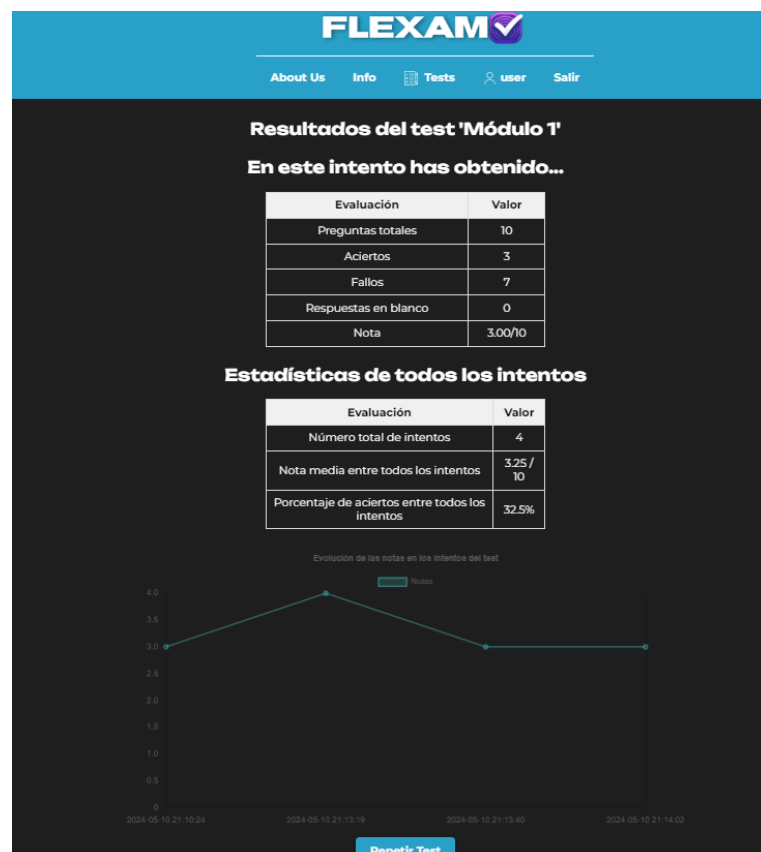 FLEXAM
About Us Info Tests user Salir
Resultados del test 'Módulo 1'
En este intento has obtenido...
Evaluación Valor
Preguntas totales 10
Aciertos 3
Fallos 7
Respuestas en blanco 0
Nota 3.00/10
Estadísticas de todos los intentos
Evaluación Valor
Número total de intentos 4
Nota media entre todos los intentos 3.25 /
10
Porcentaje de aciertos entre todos los
intentos 32.5%
Evolución de las notas en los intentos del test
Notas
4.0
3.5
3.0
2.5
2.0
1.5
1.0
0.5
0
2024-05-10 21:10:24 2024-05-10 21:13:19 2024-05-10 21:13:40 2024-05-10 21:14:02
Repetir Test